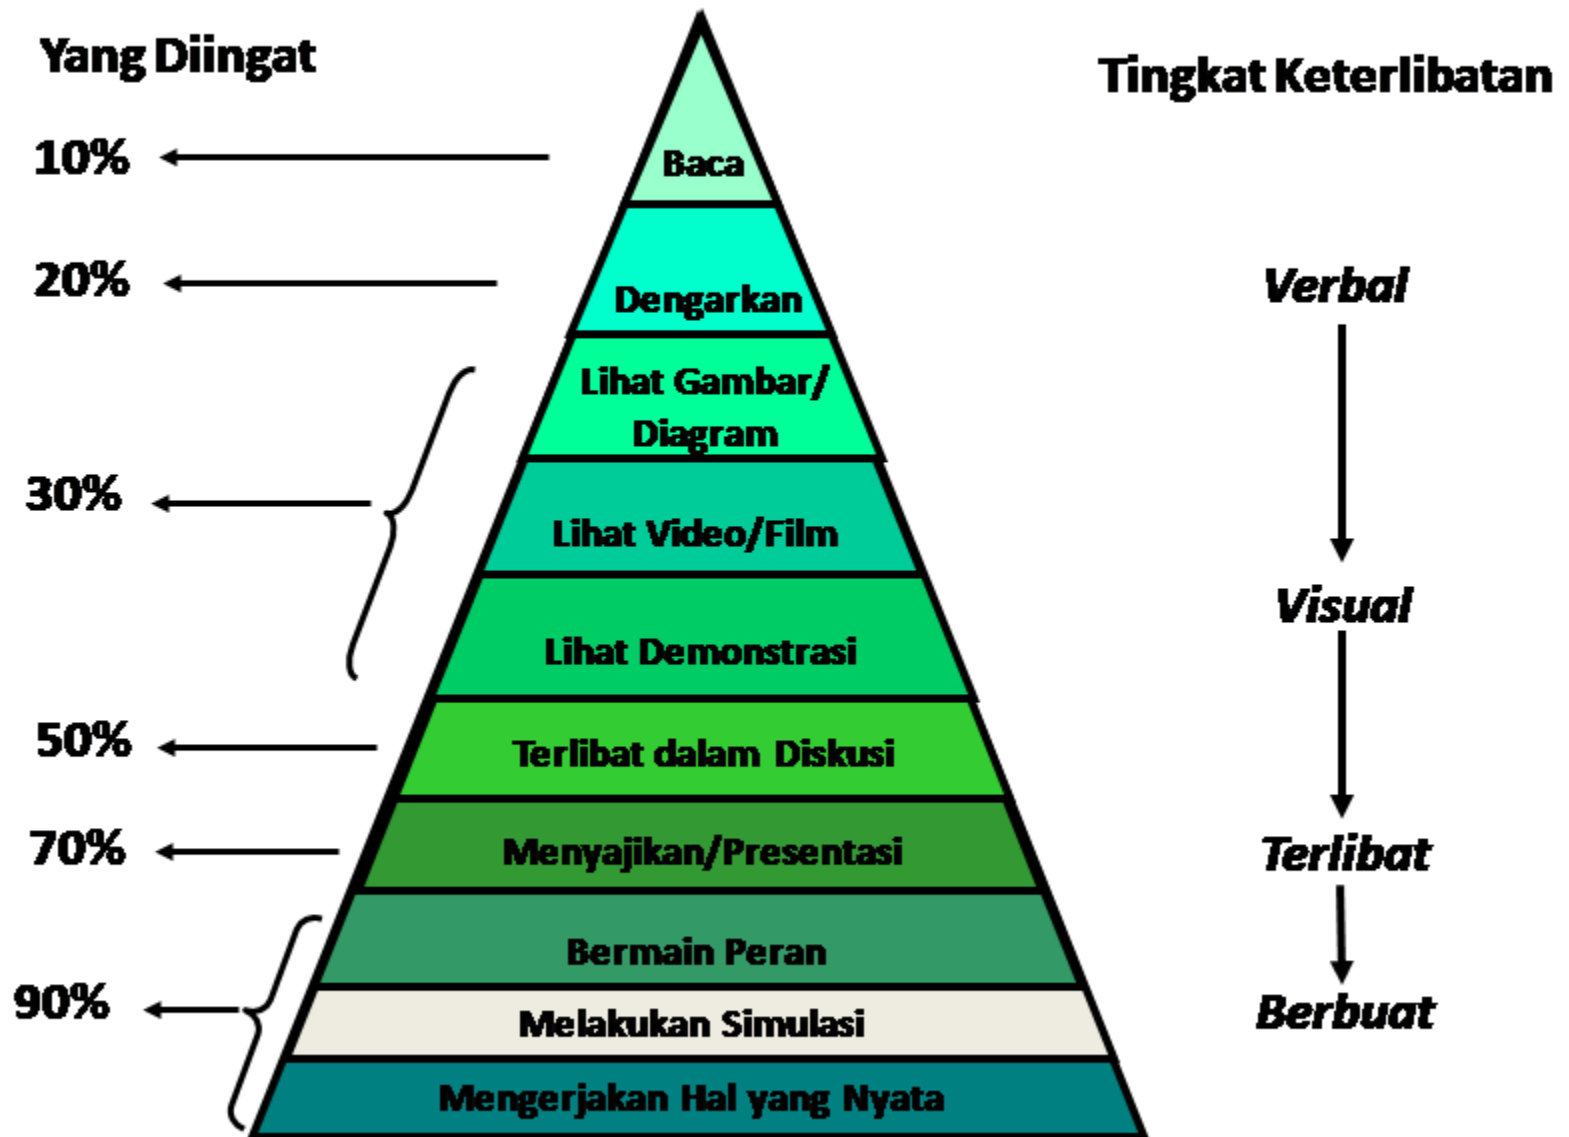 Yang Diingat
Tingkat Keterlibatan
10%
Baca
20%
Dengarkan
Verbal
Lihat Gambar/
Diagram
30%
Lihat Video/Film
Visual
Lihat Demonstrasi
50%
Terlibat dalam Diskusi
70%
Menyajikan/Presentasi
Terlibat
Bermain Peran
90%
Melakukan Simulasi
Berbuat
Mengerjakan Hal yang Nyata